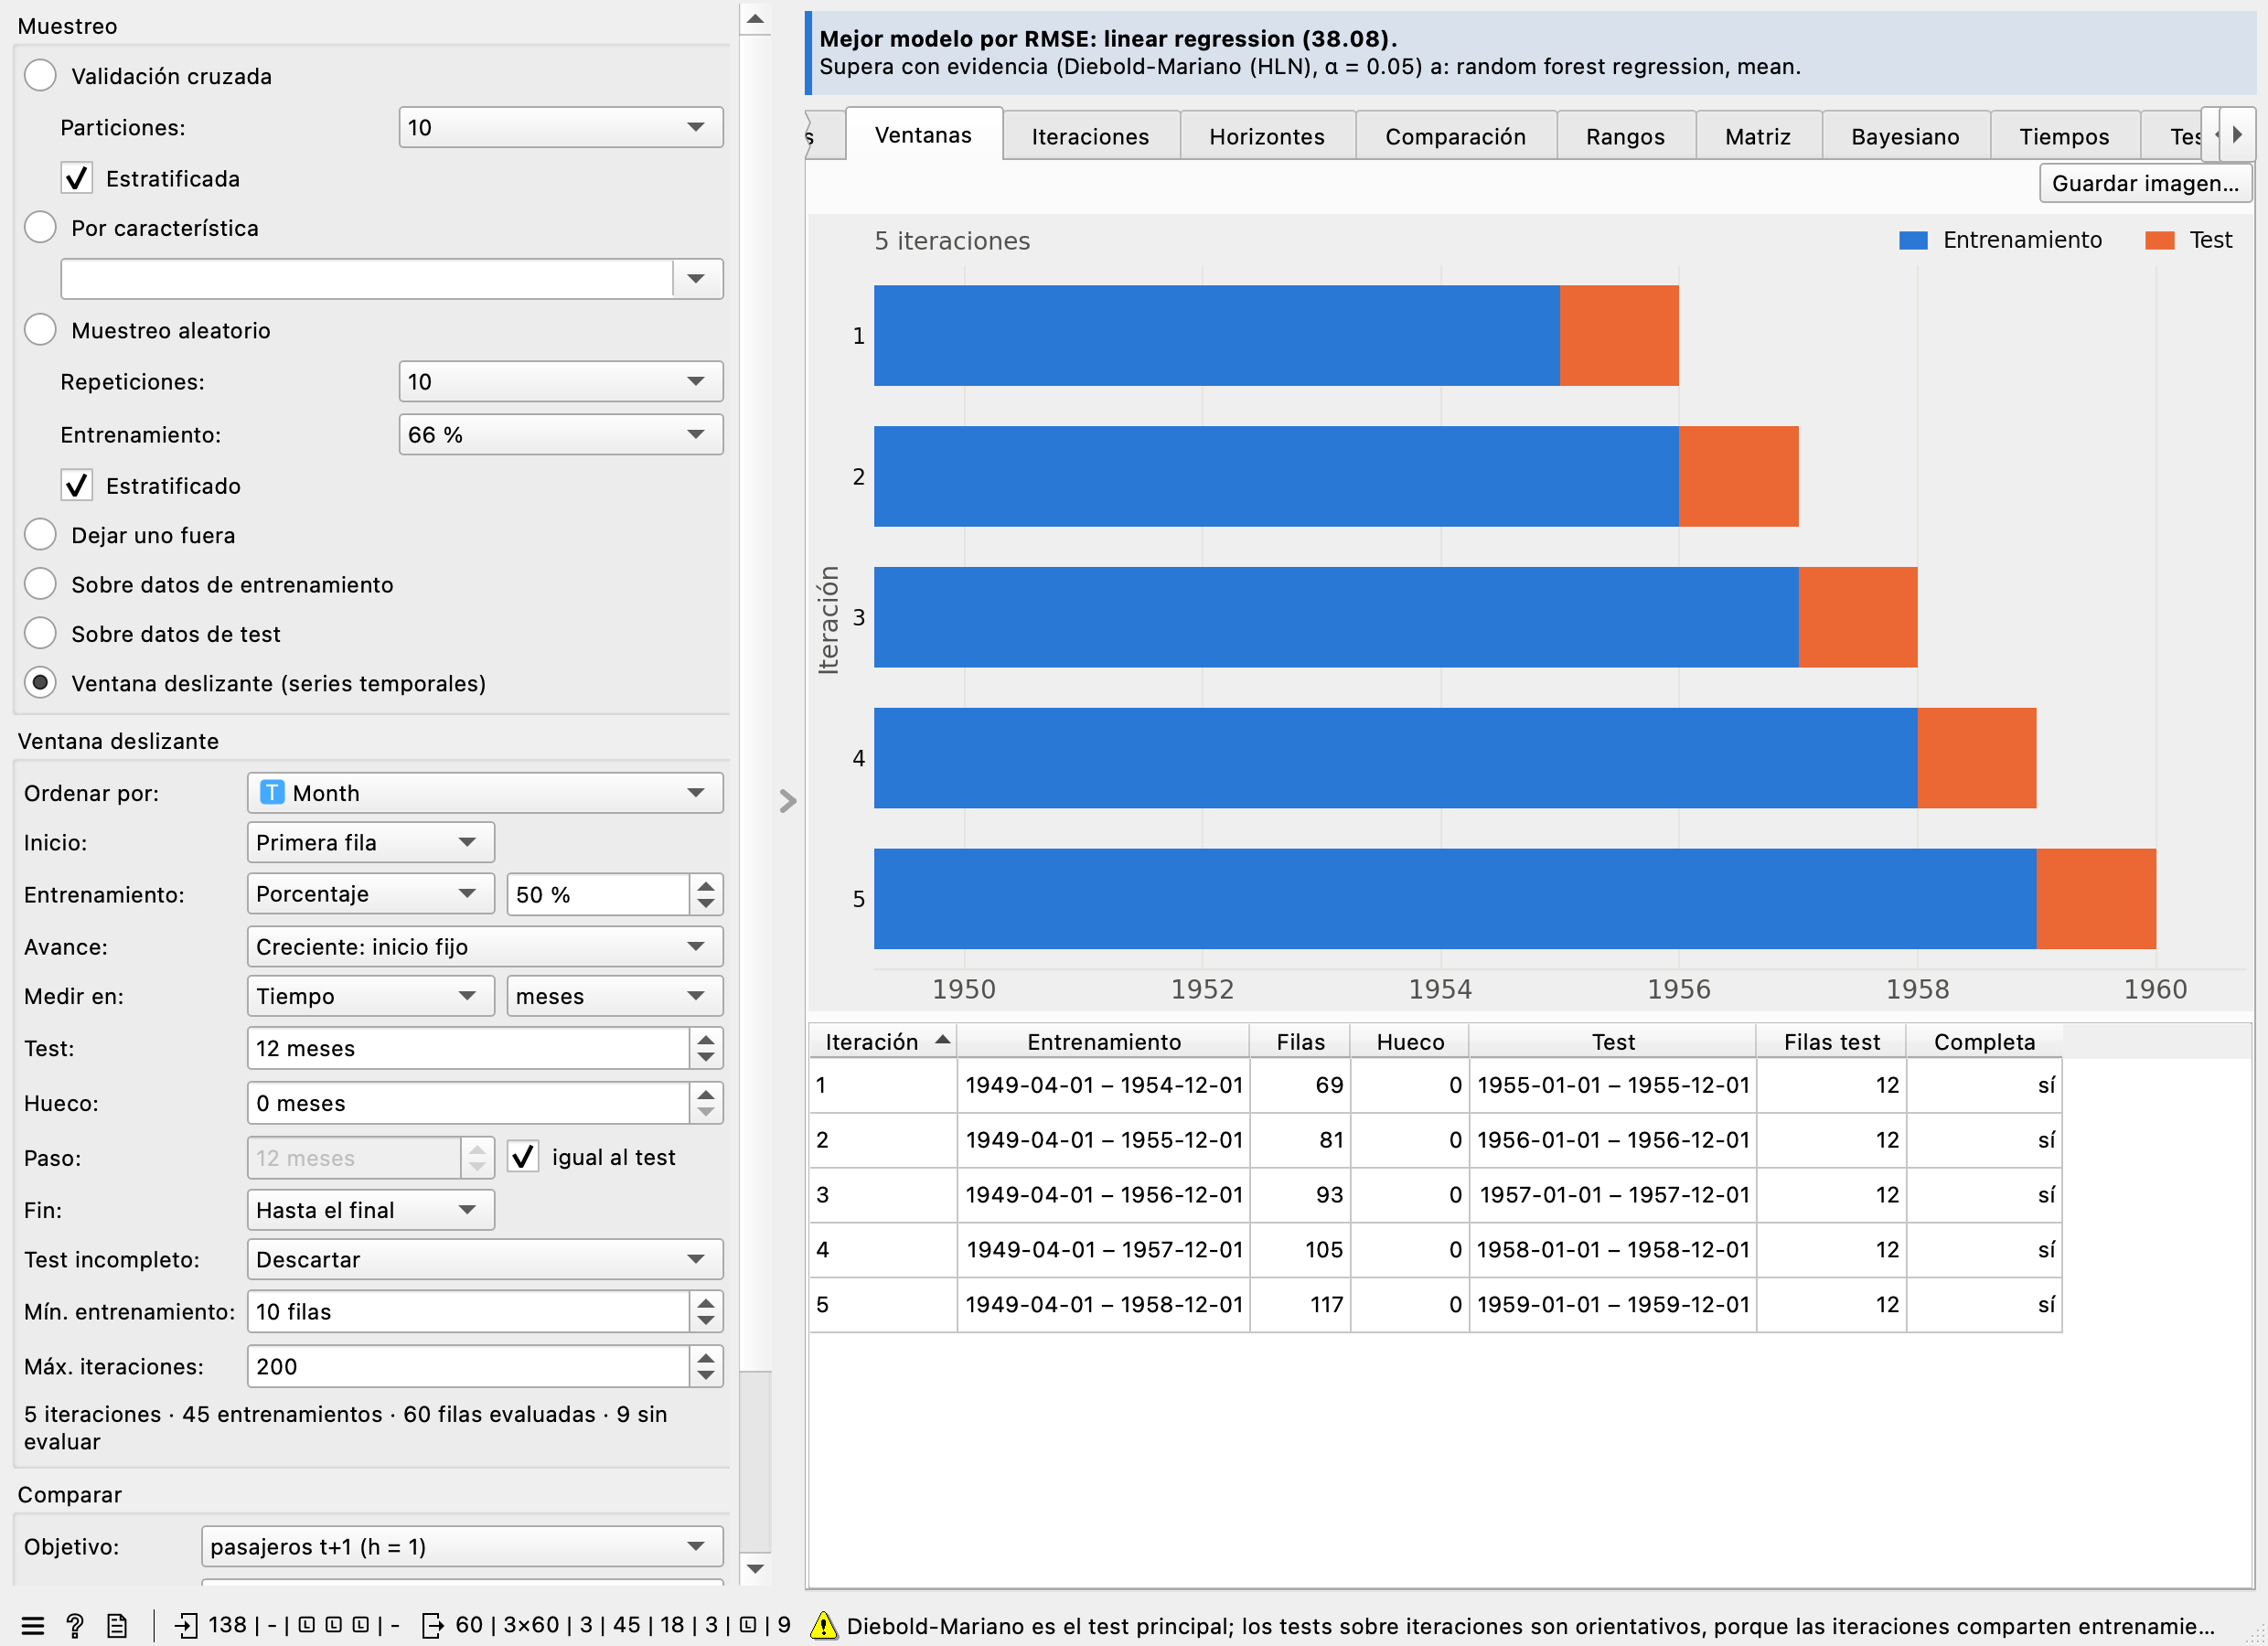 Muestreo
Validación cruzada
Particiones: 10
Estratificada
Por característica
Muestreo aleatorio
Repeticiones: 10
Entrenamiento: 66 %
Estratificado
Dejar uno fuera
Sobre datos de entrenamiento
Sobre datos de test
Ventana deslizante (series temporales)
Ventana deslizante
Ordenar por: T Month
Inicio: Primera fila
Entrenamiento: Porcentaje 50 %
Avance: Creciente: inicio fijo
Medir en: Tiempo meses
Test: 12 meses
Hueco: 0 meses
Paso: 12 meses igual al test
Fin: Hasta el final
Test incompleto: Descartar
Mín. entrenamiento: 10 filas
Máx. iteraciones: 200
5 iteraciones · 45 entrenamientos · 60 filas evaluadas · 9 sin
evaluar
Comparar
Objetivo: pasajeros t+1 (h = 1)
Mejor modelo por RMSE: linear regression (38.08).
Supera con evidencia (Diebold-Mariano (HLN), α = 0.05) a: random forest regression, mean.
s Ventanas Iteraciones Horizontes Comparación Rangos Matriz Bayesiano Tiempos Tes
Guardar imagen...
5 iteraciones Entrenamiento Test
Iteración
1
2
3
4
5
1950 1952 1954 1956 1958 1960
Iteración Entrenamiento Filas Hueco Test Filas test Completa
1 1949-04-01 – 1954-12-01 69 0 1955-01-01 – 1955-12-01 12 sí
2 1949-04-01 – 1955-12-01 81 0 1956-01-01 – 1956-12-01 12 sí
3 1949-04-01 – 1956-12-01 93 0 1957-01-01 – 1957-12-01 12 sí
4 1949-04-01 – 1957-12-01 105 0 1958-01-01 – 1958-12-01 12 sí
5 1949-04-01 – 1958-12-01 117 0 1959-01-01 – 1959-12-01 12 sí
138 | - | L L L | - 60 | 3×60 | 3 | 45 | 18 | 3 | L | 9 Diebold-Mariano es el test principal; los tests sobre iteraciones son orientativos, porque las iteraciones comparten entrenamie...